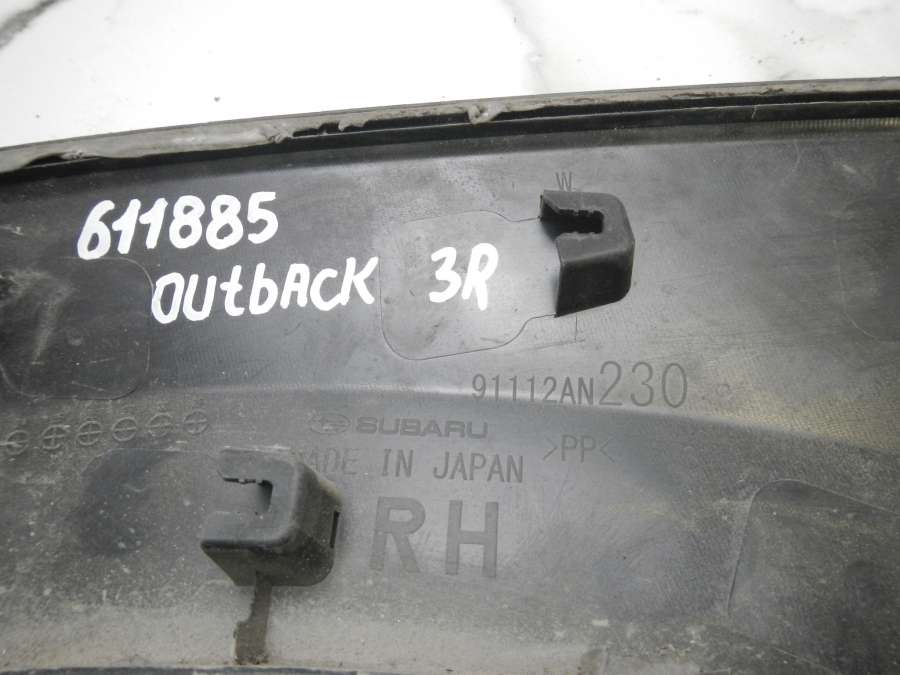 W
611885
OUtbACK 3R
91112AN230
SUBARU
>PP<
MADE IN JAPAN
RH